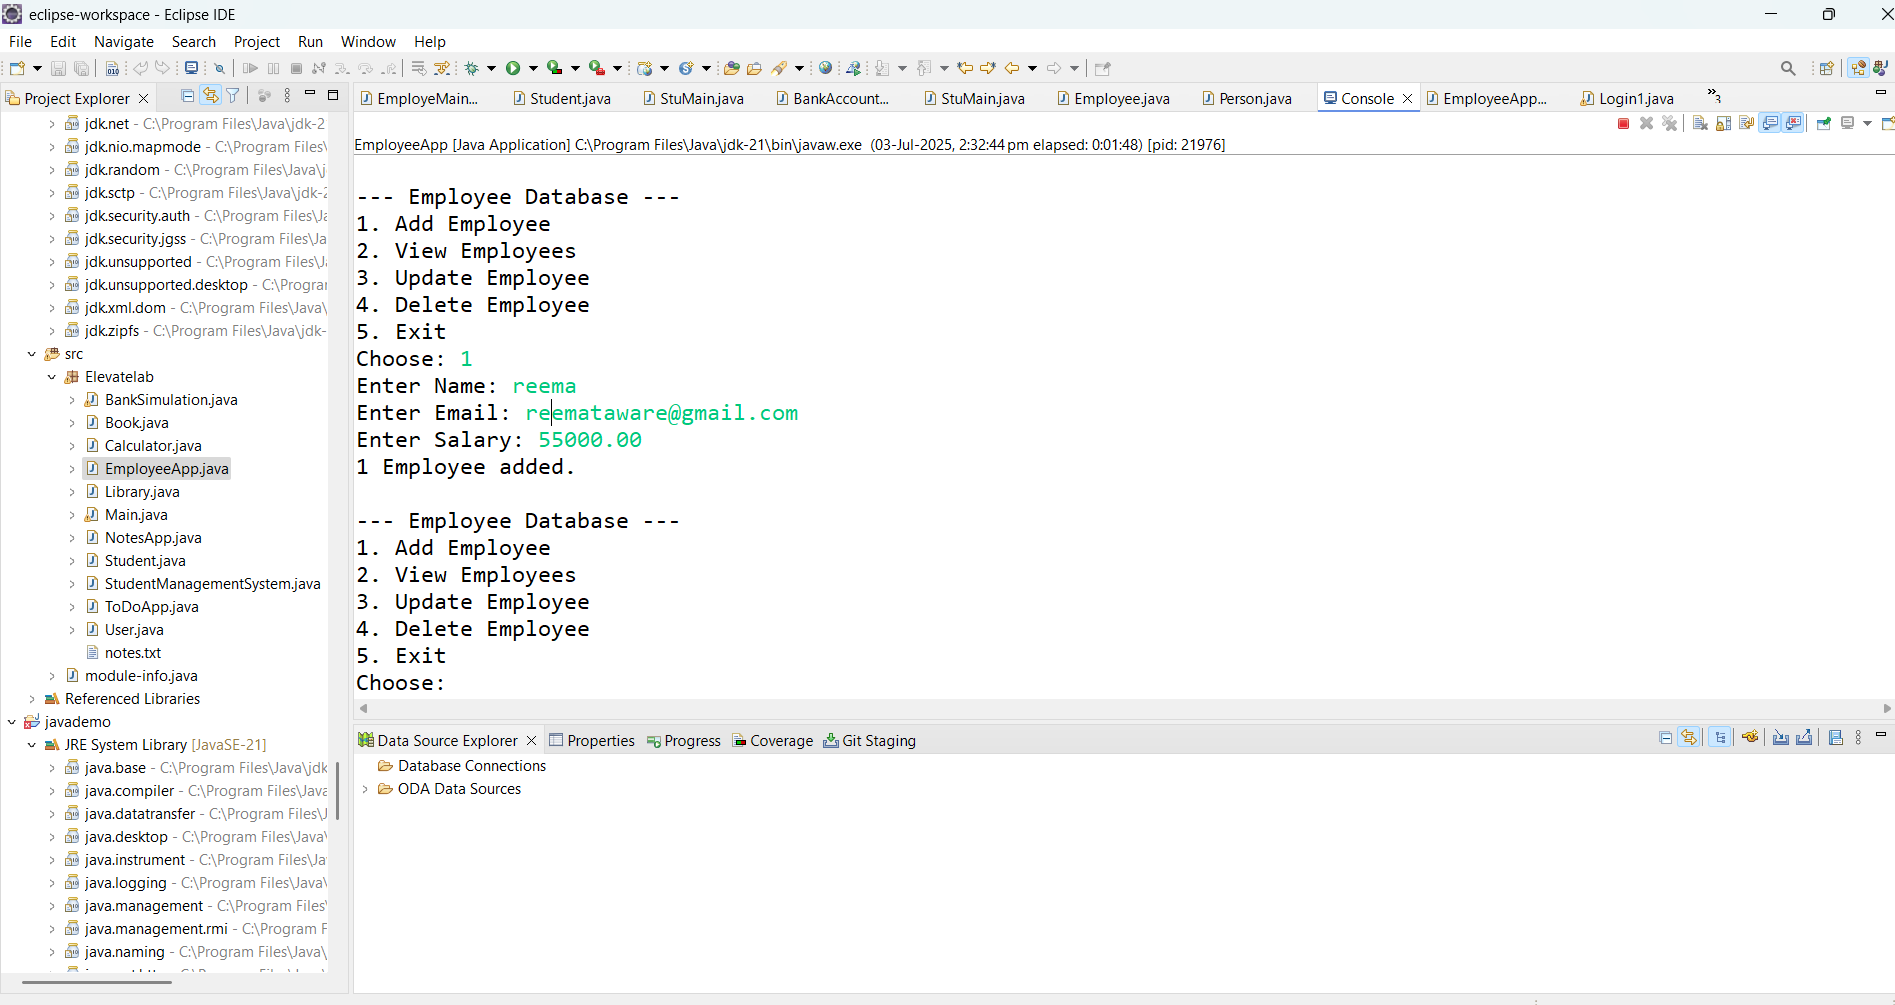 eclipse-workspace - Eclipse IDE
File Edit Navigate Search Project Run Window Help
Project Explorer
EmployeMain... Student.java StuMain.java BankAccount... StuMain.java Employee.java Person.java Console EmployeeApp... Login1.java »3
EmployeeApp [Java Application] C:\Program Files\Java\jdk-21\bin\javaw.exe (03-Jul-2025, 2:32:44 pm elapsed: 0:01:48) [pid: 21976]
jdk.net - C:\Program Files\Java\jdk-2
jdk.nio.mapmode - C:\Program Files\
jdk.random - C:\Program Files\Java\j
jdk.sctp - C:\Program Files\Java\jdk-2
jdk.security.auth - C:\Program Files\Ja
jdk.security.jgss - C:\Program Files\Ja
jdk.unsupported - C:\Program Files\J
jdk.unsupported.desktop - C:\Program
jdk.xml.dom - C:\Program Files\Java\
jdk.zipfs - C:\Program Files\Java\jdk-
src
Elevatelab
BankSimulation.java
Book.java
Calculator.java
EmployeeApp.java
Library.java
Main.java
NotesApp.java
Student.java
StudentManagementSystem.java
ToDoApp.java
User.java
notes.txt
module-info.java
Referenced Libraries
javademo
JRE System Library [JavaSE-21]
java.base - C:\Program Files\Java\jdk
java.compiler - C:\Program Files\Java
java.datatransfer - C:\Program Files\J
java.desktop - C:\Program Files\Java\
java.instrument - C:\Program Files\Ja
java.logging - C:\Program Files\Java\
java.management - C:\Program Files\
java.management.rmi - C:\Program F
java.naming - C:\Program Files\Java\
--- Employee Database ---
1. Add Employee
2. View Employees
3. Update Employee
4. Delete Employee
5. Exit
Choose: 1
Enter Name: reema
Enter Email: reemataware@gmail.com
Enter Salary: 55000.00
1 Employee added.
--- Employee Database ---
1. Add Employee
2. View Employees
3. Update Employee
4. Delete Employee
5. Exit
Choose:
Data Source Explorer Properties Progress Coverage Git Staging
Database Connections
ODA Data Sources